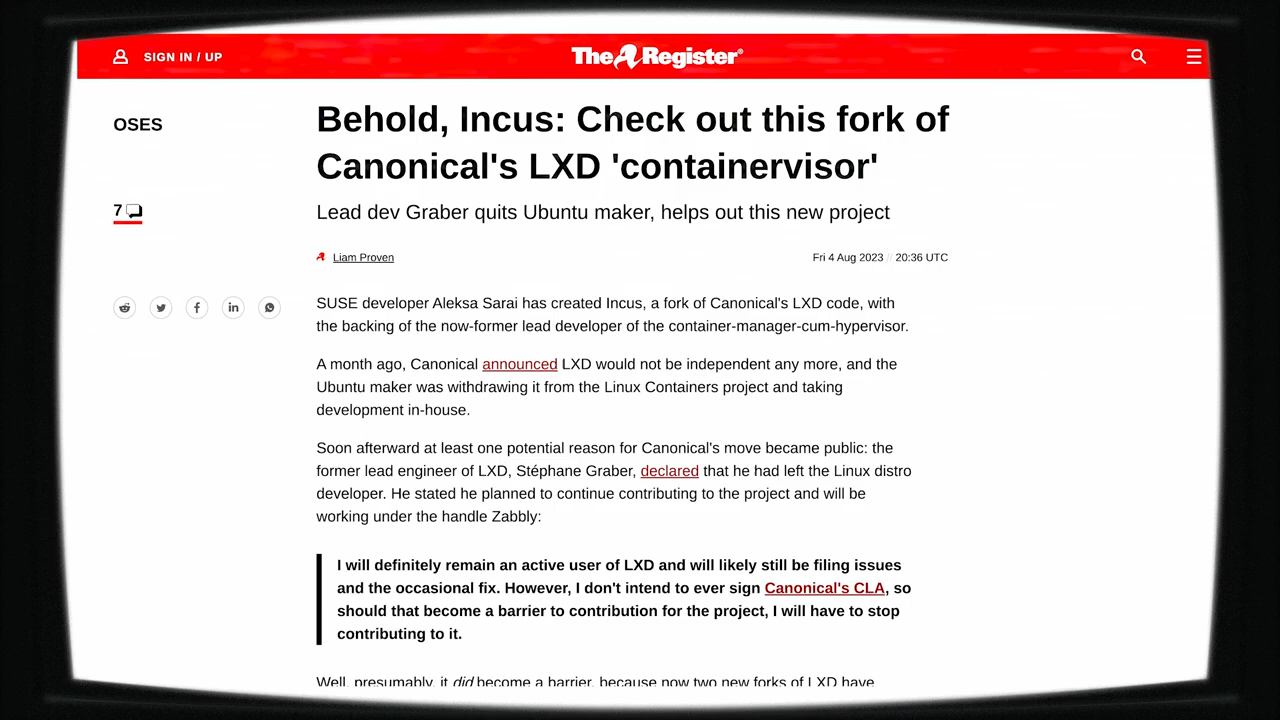 SIGN IN / UP
The Register®
OSES
Behold, Incus: Check out this fork of
Canonical's LXD 'containervisor'
7
Lead dev Graber quits Ubuntu maker, helps out this new project
Liam Proven
Fri 4 Aug 2023 // 20:36 UTC
SUSE developer Aleksa Sarai has created Incus, a fork of Canonical's LXD code, with
the backing of the now-former lead developer of the container-manager-cum-hypervisor.
A month ago, Canonical announced LXD would not be independent any more, and the
Ubuntu maker was withdrawing it from the Linux Containers project and taking
development in-house.
Soon afterward at least one potential reason for Canonical's move became public: the
former lead engineer of LXD, Stéphane Graber, declared that he had left the Linux distro
developer. He stated he planned to continue contributing to the project and will be
working under the handle Zabbly:
I will definitely remain an active user of LXD and will likely still be filing issues
and the occasional fix. However, I don't intend to ever sign Canonical's CLA, so
should that become a barrier to contribution for the project, I will have to stop
contributing to it.
Well, presumably, it did become a barrier, because now two new forks of LXD have